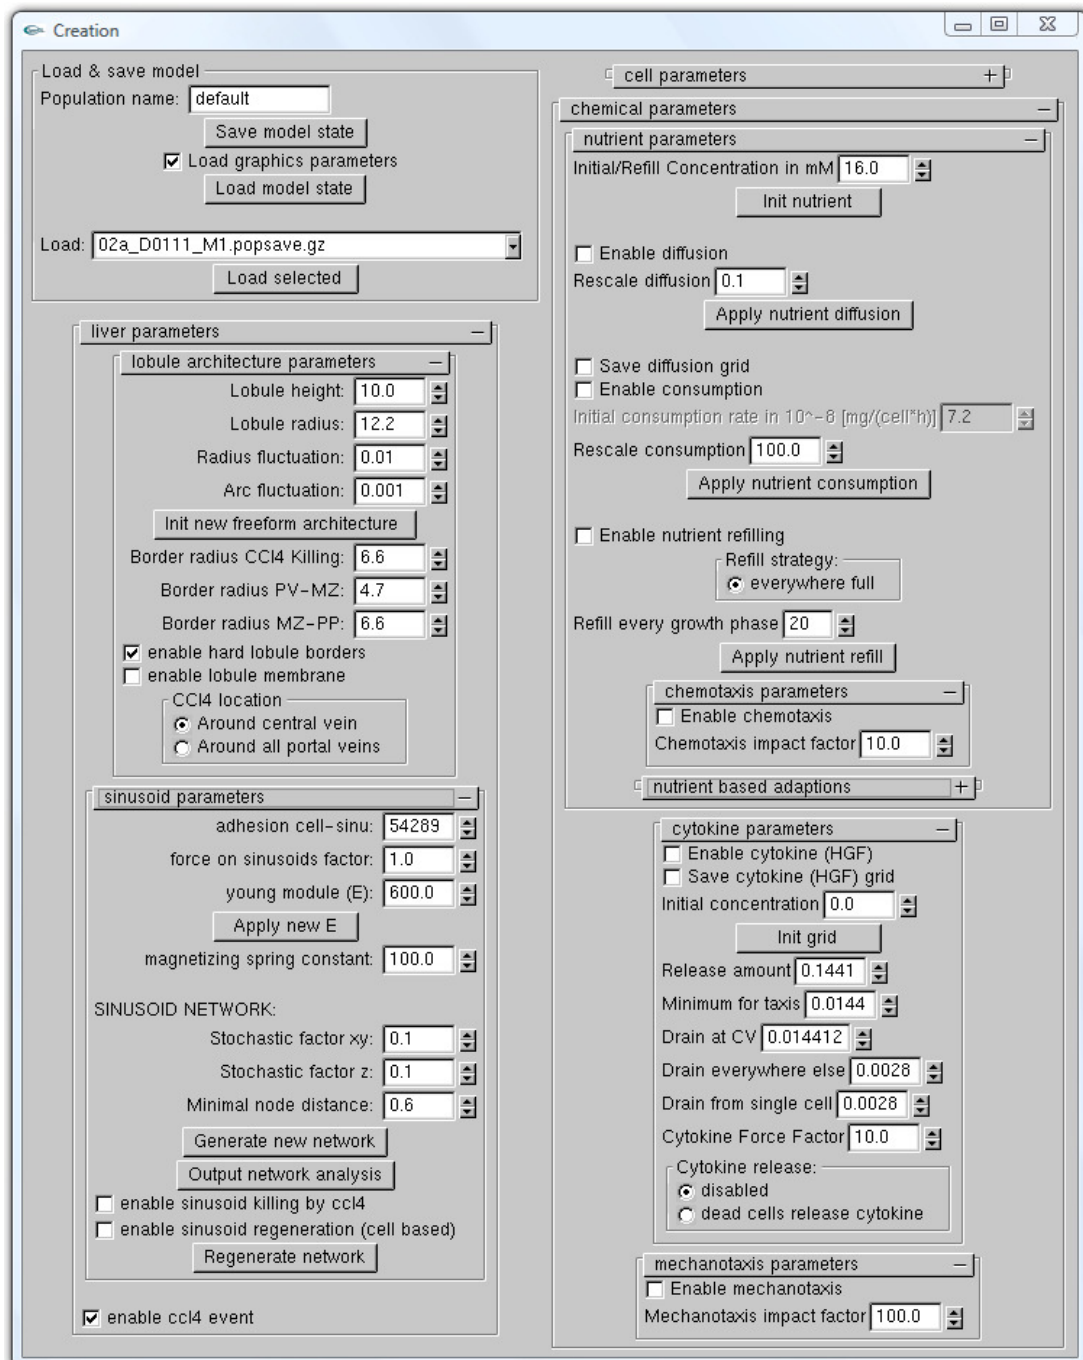 Creation
Load & save model
Population name: default
Save model state
Load graphics parameters
Load model state
Load: 02a_D0111_M1.popsave.gz
Load selected
liver parameters
lobule architecture parameters
Lobule height: 10.0
Lobule radius: 12.2
Radius fluctuation: 0.01
Arc fluctuation: 0.001
Init new freeform architecture
Border radius CCl4 Killing: 6.6
Border radius PV-MZ: 4.7
Border radius MZ-PP: 6.6
enable hard lobule borders
enable lobule membrane
CCl4 location
Around central vein
Around all portal veins
sinusoid parameters
adhesion cell-sinu: 54289
force on sinusoids factor: 1.0
young module (E): 600.0
Apply new E
magnetizing spring constant: 100.0
SINUSOID NETWORK:
Stochastic factor xy: 0.1
Stochastic factor z: 0.1
Minimal node distance: 0.6
Generate new network
Output network analysis
enable sinusoid killing by ccl4
enable sinusoid regeneration (cell based)
Regenerate network
enable ccl4 event
cell parameters +
chemical parameters
nutrient parameters
Initial/Refill Concentration in mM 16.0
Init nutrient
Enable diffusion
Rescale diffusion 0.1
Apply nutrient diffusion
Save diffusion grid
Enable consumption
Initial consumption rate in 10^-8 [mg/(cell*h)] 7.2
Rescale consumption 100.0
Apply nutrient consumption
Enable nutrient refilling
Refill strategy:
everywhere full
Refill every growth phase 20
Apply nutrient refill
chemotaxis parameters
Enable chemotaxis
Chemotaxis impact factor 10.0
nutrient based adaptions +
cytokine parameters
Enable cytokine (HGF)
Save cytokine (HGF) grid
Initial concentration 0.0
Init grid
Release amount 0.1441
Minimum for taxis 0.0144
Drain at CV 0.014412
Drain everywhere else 0.0028
Drain from single cell 0.0028
Cytokine Force Factor 10.0
Cytokine release:
disabled
dead cells release cytokine
mechanotaxis parameters
Enable mechanotaxis
Mechanotaxis impact factor 100.0